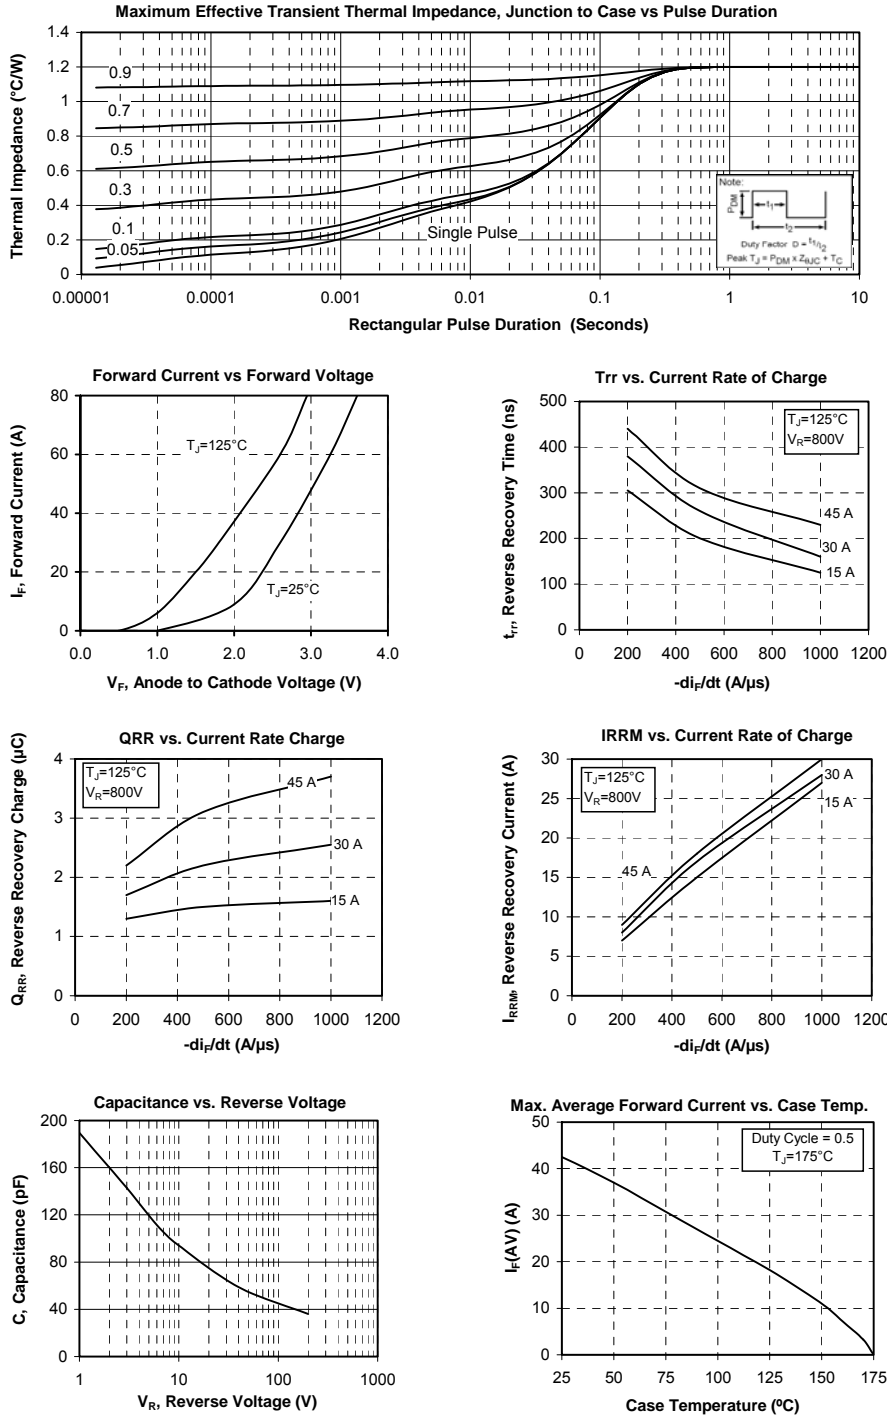 Maximum Effective Transient Thermal Impedance, Junction to Case vs Pulse Duration
Thermal Impedance (°C/W)
1.4
1.2
1
0.8
0.6
0.4
0.2
0
0.9
0.7
0.5
0.3
0.1
0.05
Single Pulse
Note:
PDM
t1
t2
Duty Factor D = t1/t2
Peak TJ = PDM x ZθJC + TC
0.00001 0.0001 0.001 0.01 0.1 1 10
Rectangular Pulse Duration (Seconds)
Forward Current vs Forward Voltage
IF, Forward Current (A)
80
60
40
20
0
TJ=125°C
TJ=25°C
0.0 1.0 2.0 3.0 4.0
VF, Anode to Cathode Voltage (V)
Trr vs. Current Rate of Charge
trr, Reverse Recovery Time (ns)
500
400
300
200
100
0
TJ=125°C
VR=800V
45 A
30 A
15 A
0 200 400 600 800 1000 1200
-diF/dt (A/µs)
QRR vs. Current Rate Charge
QRR, Reverse Recovery Charge (µC)
4
3
2
1
0
TJ=125°C
VR=800V
45 A
30 A
15 A
0 200 400 600 800 1000 1200
-diF/dt (A/µs)
IRRM vs. Current Rate of Charge
IRRM, Reverse Recovery Current (A)
30
25
20
15
10
5
0
TJ=125°C
VR=800V
30 A
15 A
45 A
0 200 400 600 800 1000 1200
-diF/dt (A/µs)
Capacitance vs. Reverse Voltage
C, Capacitance (pF)
200
160
120
80
40
0
1 10 100 1000
VR, Reverse Voltage (V)
Max. Average Forward Current vs. Case Temp.
IF(AV) (A)
50
40
30
20
10
0
Duty Cycle = 0.5
TJ=175°C
25 50 75 100 125 150 175
Case Temperature (ºC)